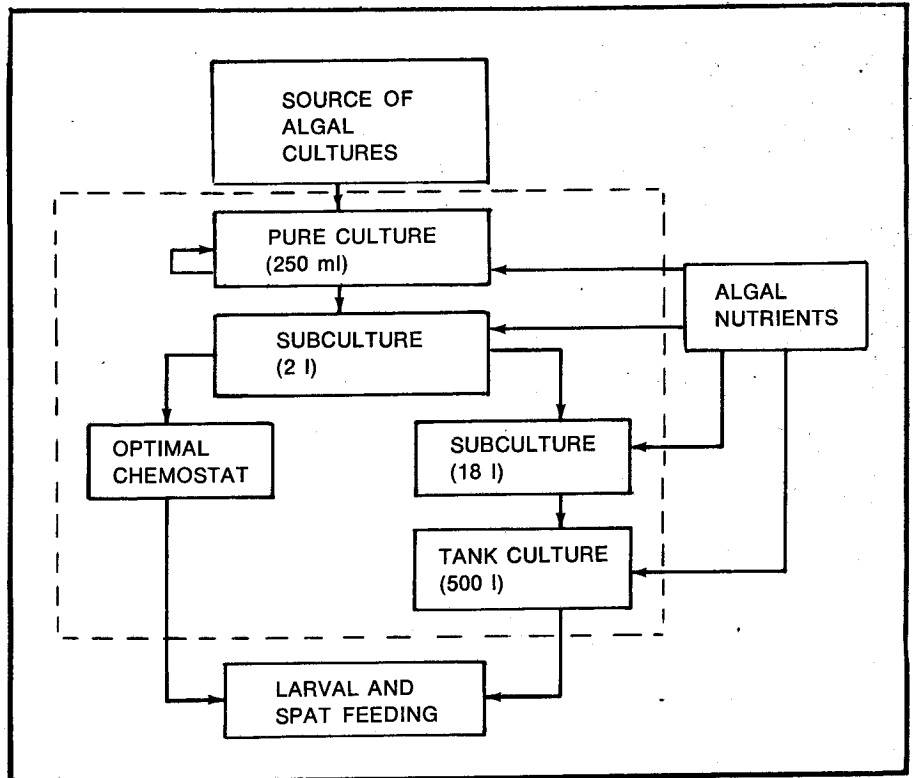 SOURCE OF
ALGAL
CULTURES
PURE CULTURE
(250 ml)
SUBCULTURE
(2 l)
ALGAL
NUTRIENTS
OPTIMAL
CHEMOSTAT
SUBCULTURE
(18 l)
TANK CULTURE
(500 l)
LARVAL AND
SPAT FEEDING